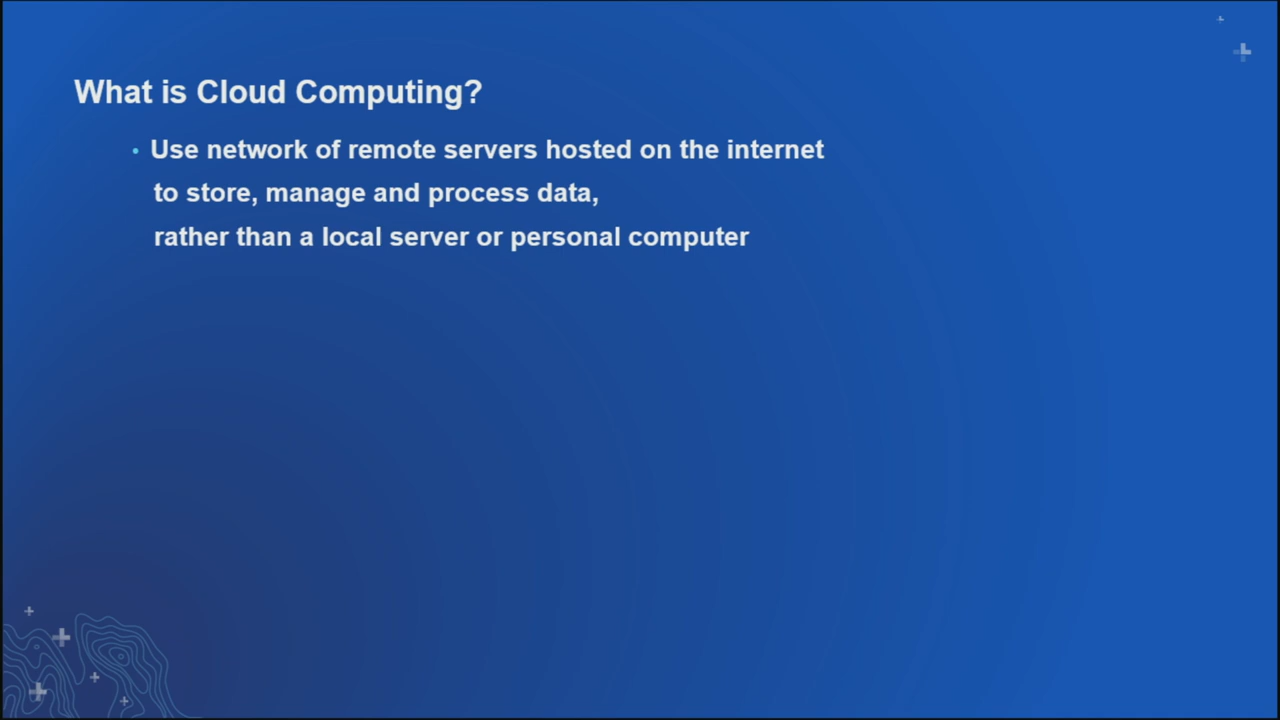 What is Cloud Computing?
• Use network of remote servers hosted on the internet
to store, manage and process data,
rather than a local server or personal computer